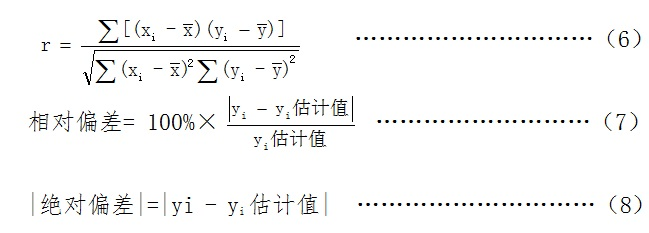 r = ∑[(xᵢ - x̅)(yᵢ - y̅)] / √∑(xᵢ - x̅)²∑(yᵢ - y̅)² ……………………………(6)
相对偏差= 100%× |yᵢ - yᵢ估计值| / yᵢ估计值 …………………………(7)
|绝对偏差|=|yi - yᵢ估计值| ……………………………(8)